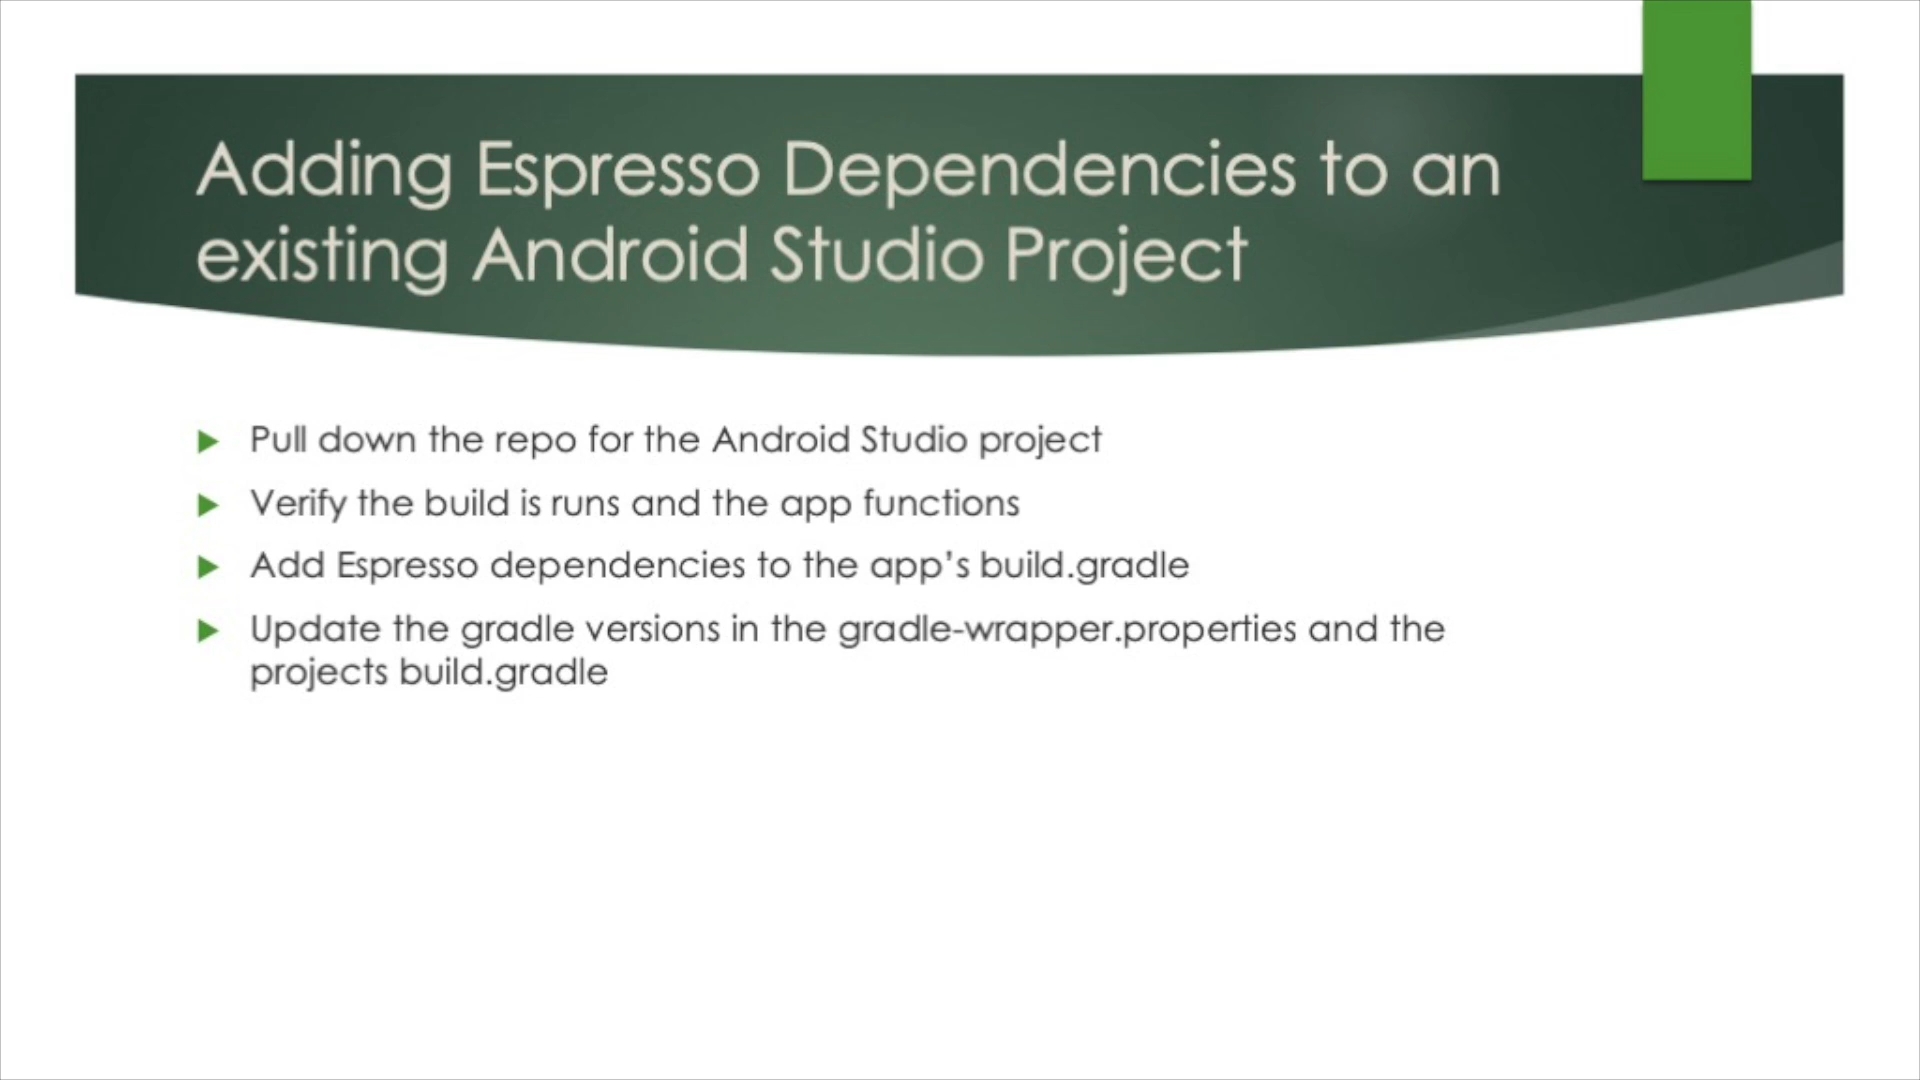 Adding Espresso Dependencies to an
existing Android Studio Project
Pull down the repo for the Android Studio project
Verify the build is runs and the app functions
Add Espresso dependencies to the app’s build.gradle
Update the gradle versions in the gradle-wrapper.properties and the
projects build.gradle